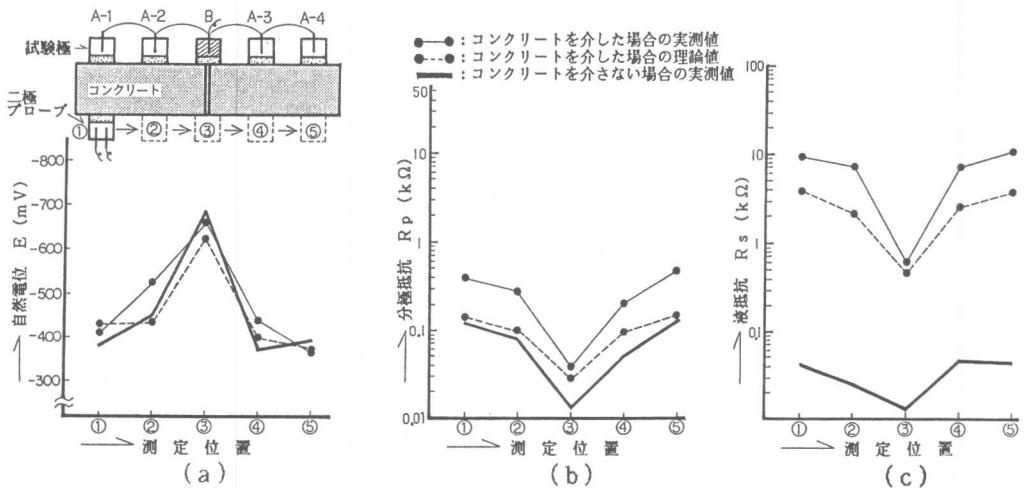 A-1 A-2 B A-3 A-4
試験極
コンクリート
二極
プローブ
① ② ③ ④ ⑤
：コンクリートを介した場合の実測値
：コンクリートを介した場合の理論値
：コンクリートを介さない場合の実測値
自然電位 E (mV)
-800
-700
-600
-500
-400
-300
① ② ③ ④ ⑤
測定位置
(a)
分極抵抗 Rp (kΩ)
50
10
1
0,1
0,01
① ② ③ ④ ⑤
測定位置
(b)
液抵抗 Rs (kΩ)
100
10
1
0,1
① ② ③ ④ ⑤
測定位置
(c)